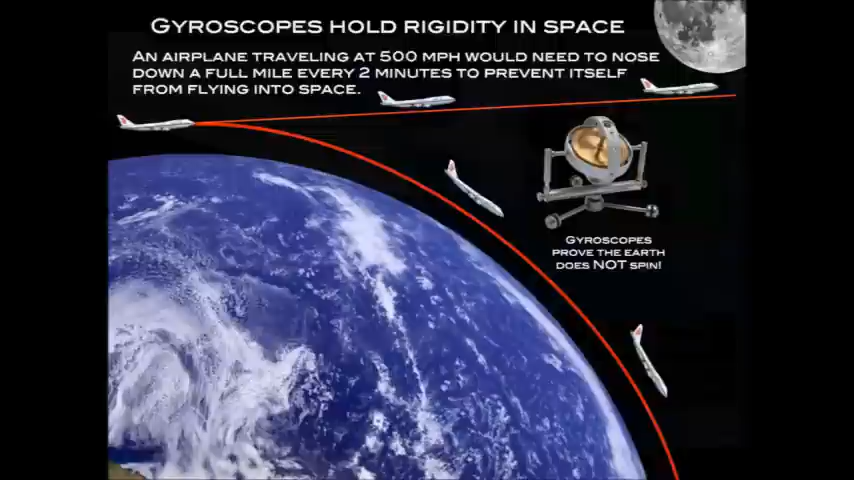 GYROSCOPES HOLD RIGIDITY IN SPACE
AN AIRPLANE TRAVELING AT 500 MPH WOULD NEED TO NOSE
DOWN A FULL MILE EVERY 2 MINUTES TO PREVENT ITSELF
FROM FLYING INTO SPACE.
GYROSCOPES
PROVE THE EARTH
DOES NOT SPIN!